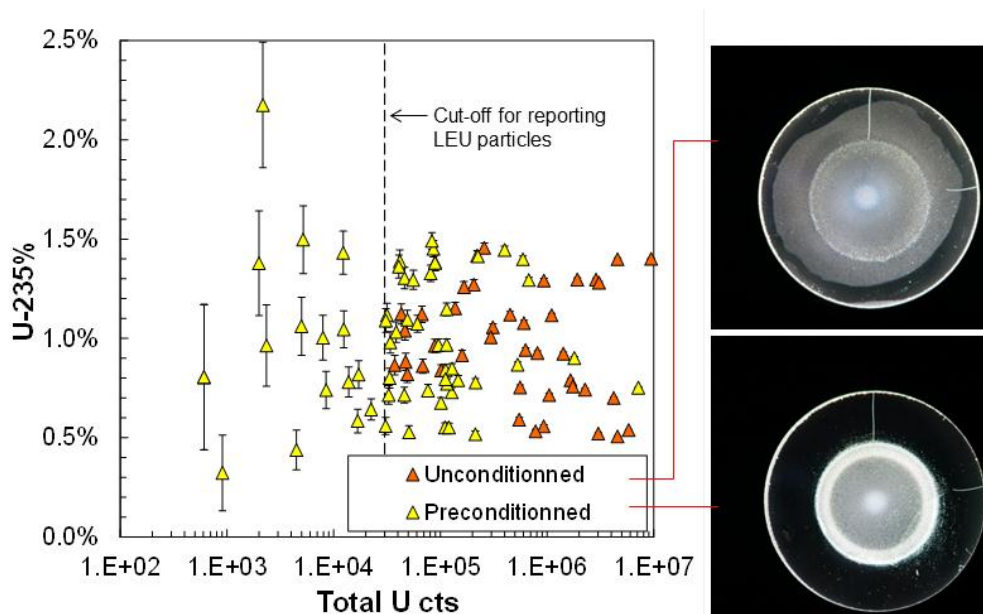 2.5%
2.0%
1.5%
1.0%
0.5%
0.0%
U-235%
Cut-off for reporting
LEU particles
Unconditionned
Preconditionned
1.E+02 1.E+03 1.E+04 1.E+05 1.E+06 1.E+07
Total U cts